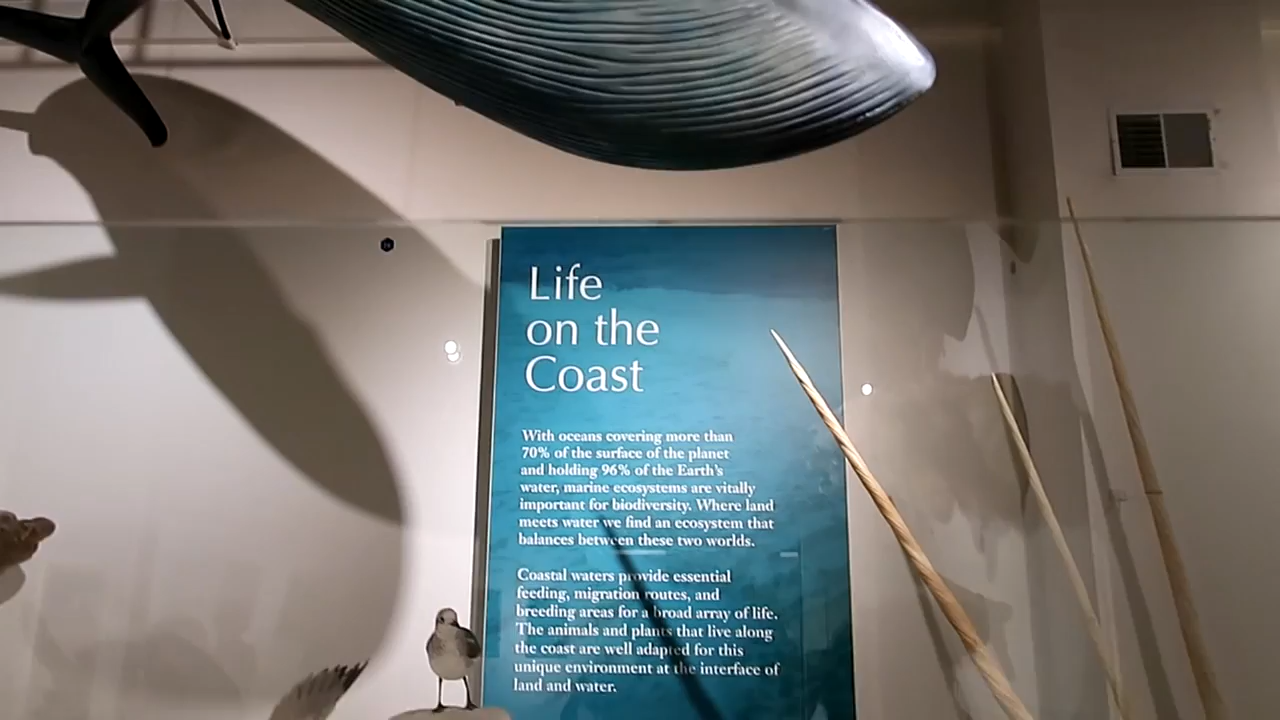 Life
on the
Coast
With oceans covering more than
70% of the surface of the planet
and holding 96% of the Earth's
water, marine ecosystems are vitally
important for biodiversity. Where land
meets water we find an ecosystem that
balances between these two worlds.
Coastal waters provide essential
feeding, migration routes, and
breeding areas for a broad array of life.
The animals and plants that live along
the coast are well adapted for this
unique environment at the interface of
land and water.